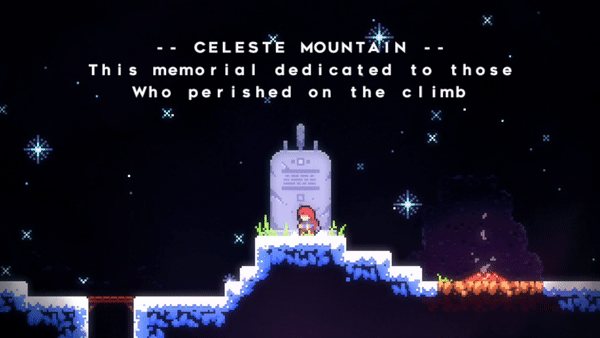 -- CELESTE MOUNTAIN --
This memorial dedicated to those
Who perished on the climb